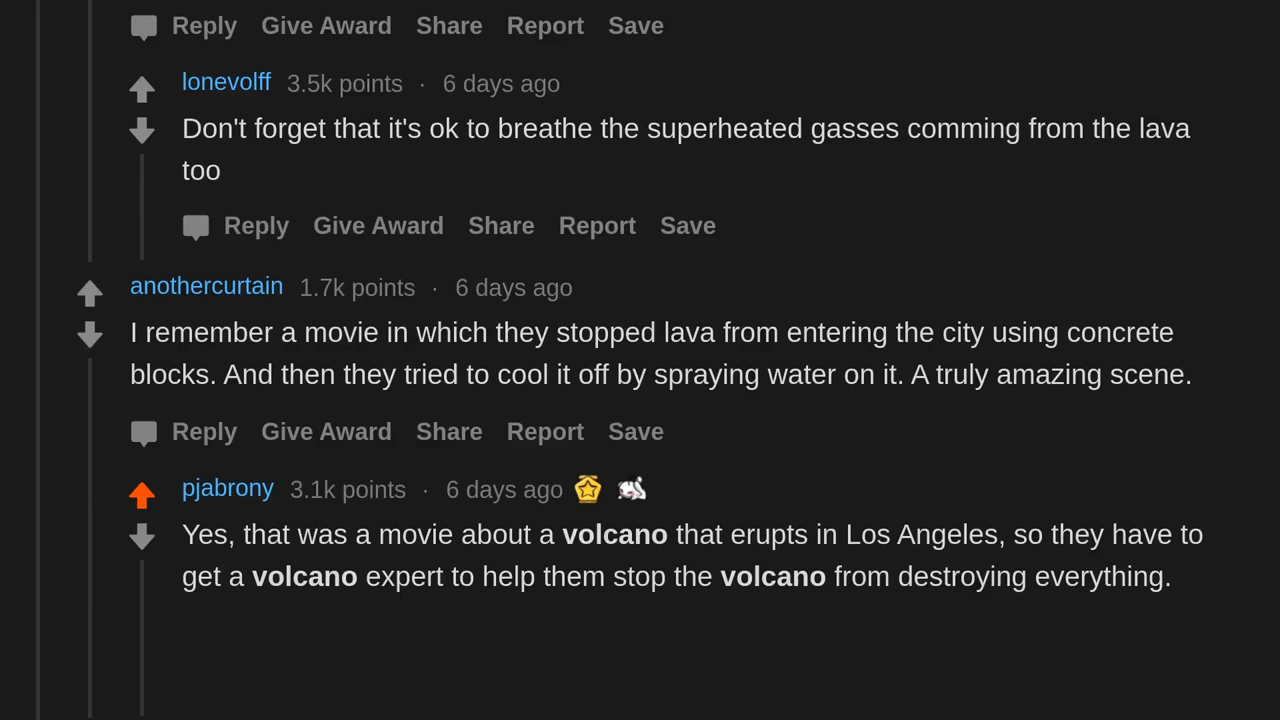 Reply Give Award Share Report Save
lonevolff 3.5k points · 6 days ago
Don't forget that it's ok to breathe the superheated gasses comming from the lava
too
Reply Give Award Share Report Save
anothercurtain 1.7k points · 6 days ago
I remember a movie in which they stopped lava from entering the city using concrete
blocks. And then they tried to cool it off by spraying water on it. A truly amazing scene.
Reply Give Award Share Report Save
pjabrony 3.1k points · 6 days ago
Yes, that was a movie about a volcano that erupts in Los Angeles, so they have to
get a volcano expert to help them stop the volcano from destroying everything.